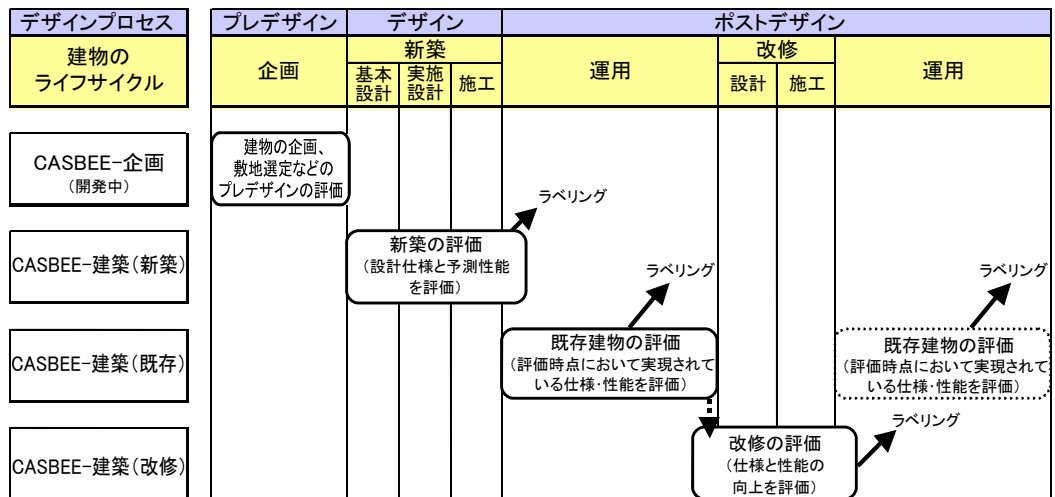 デザインプロセス
プレデザイン
デザイン
ポストデザイン
建物の
ライフサイクル
企画
新築
基本
設計
実施
設計
施工
運用
改修
設計
施工
運用
CASBEE-企画
（開発中）
建物の企画、
敷地選定などの
プレデザインの評価
ラベリング
CASBEE-建築（新築）
新築の評価
（設計仕様と予測性能
を評価）
ラベリング
ラベリング
CASBEE-建築（既存）
既存建物の評価
（評価時点において実現されて
いる仕様・性能を評価）
既存建物の評価
（評価時点において実現されて
いる仕様・性能を評価）
ラベリング
CASBEE-建築（改修）
改修の評価
（仕様と性能の
向上を評価）